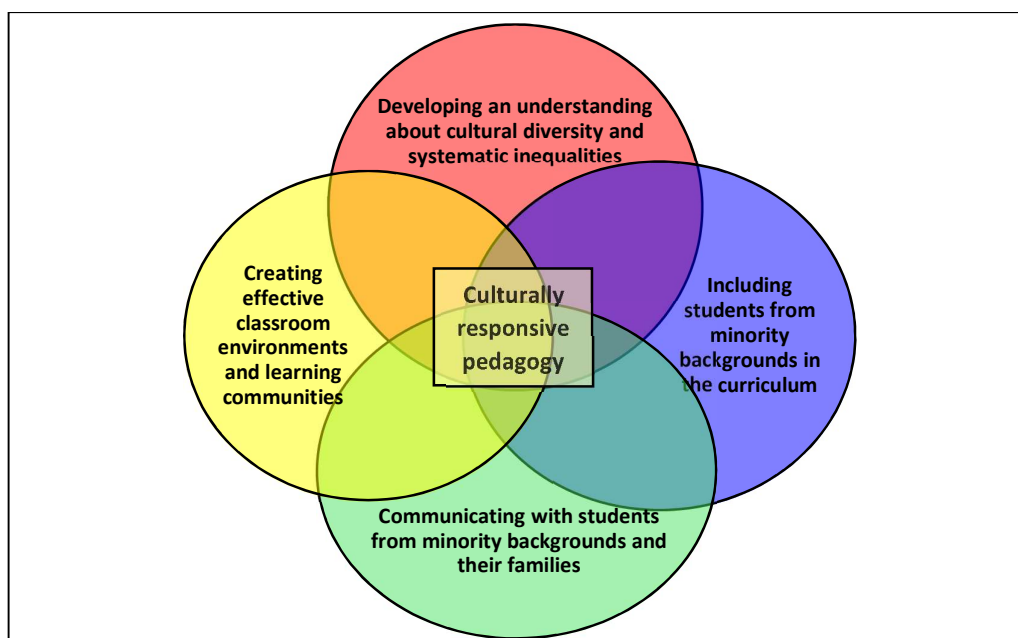 Developing an understanding
about cultural diversity and
systematic inequalities
Creating
effective
classroom
environments
and learning
communities
Culturally
responsive
pedagogy
Including
students from
minority
backgrounds in
the curriculum
Communicating with students
from minority backgrounds and
their families